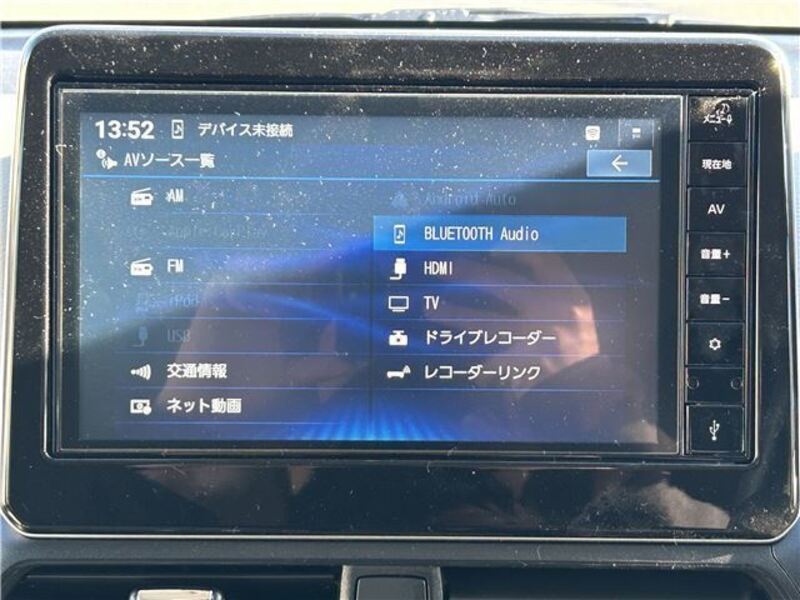 13:52 デバイス未接続
AVソース一覧
AM
Apple CarPlay
FM
iPod
USB
交通情報
ネット動画
Android Auto
BLUETOOTH Audio
HDMI
TV
ドライブレコーダー
レコーダーリンク
メニュー
現在地
AV
音量+
音量-